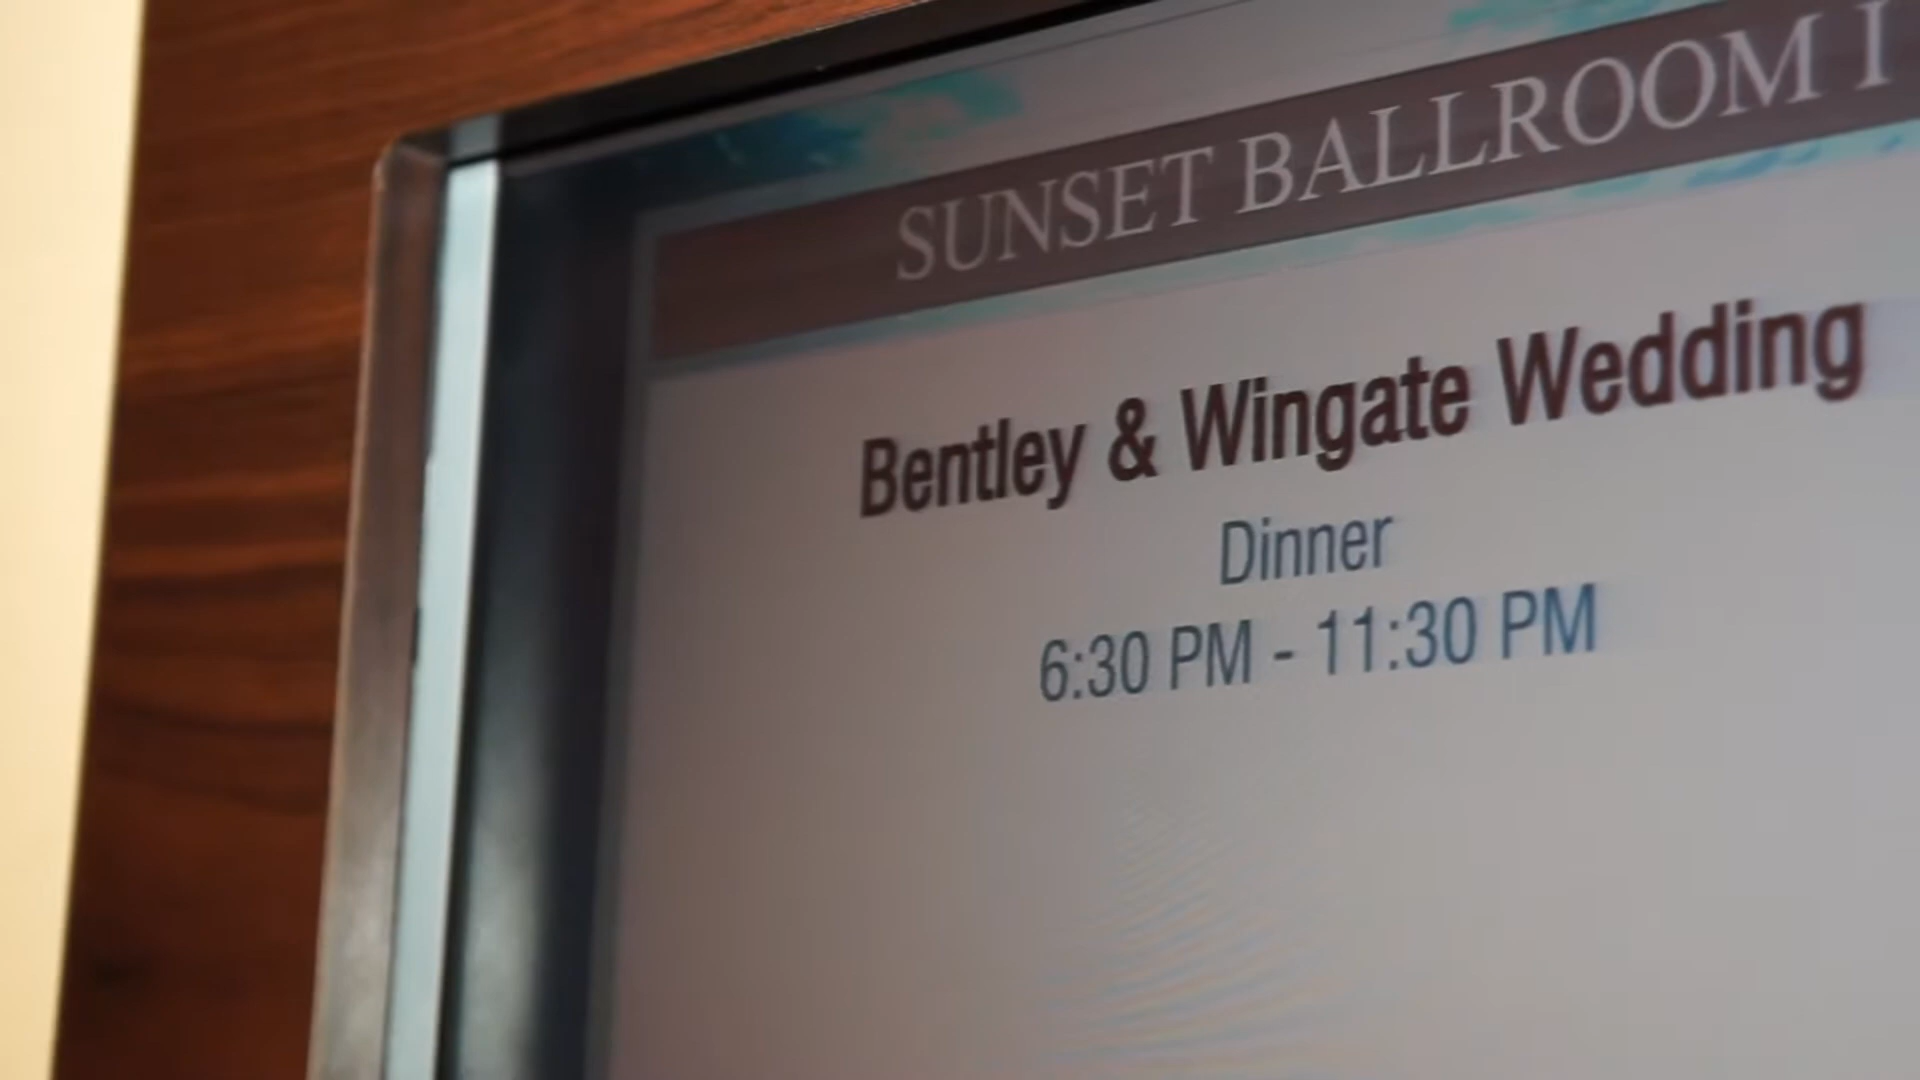 SUNSET BALLROOM I
Bentley & Wingate Wedding
Dinner
6:30 PM - 11:30 PM